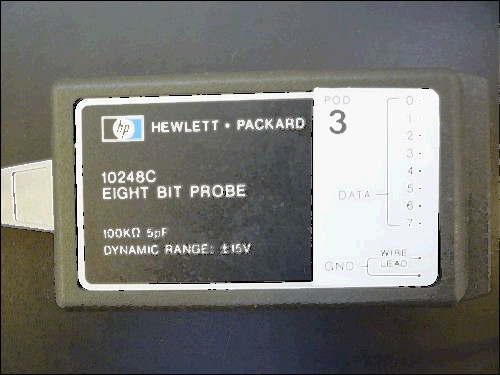 hp HEWLETT • PACKARD
10248C
EIGHT BIT PROBE
100KΩ 5pF
DYNAMIC RANGE: ±15V
POD
3
DATA
0
1
2
3
4
5
6
7
GND
WIRE
LEAD